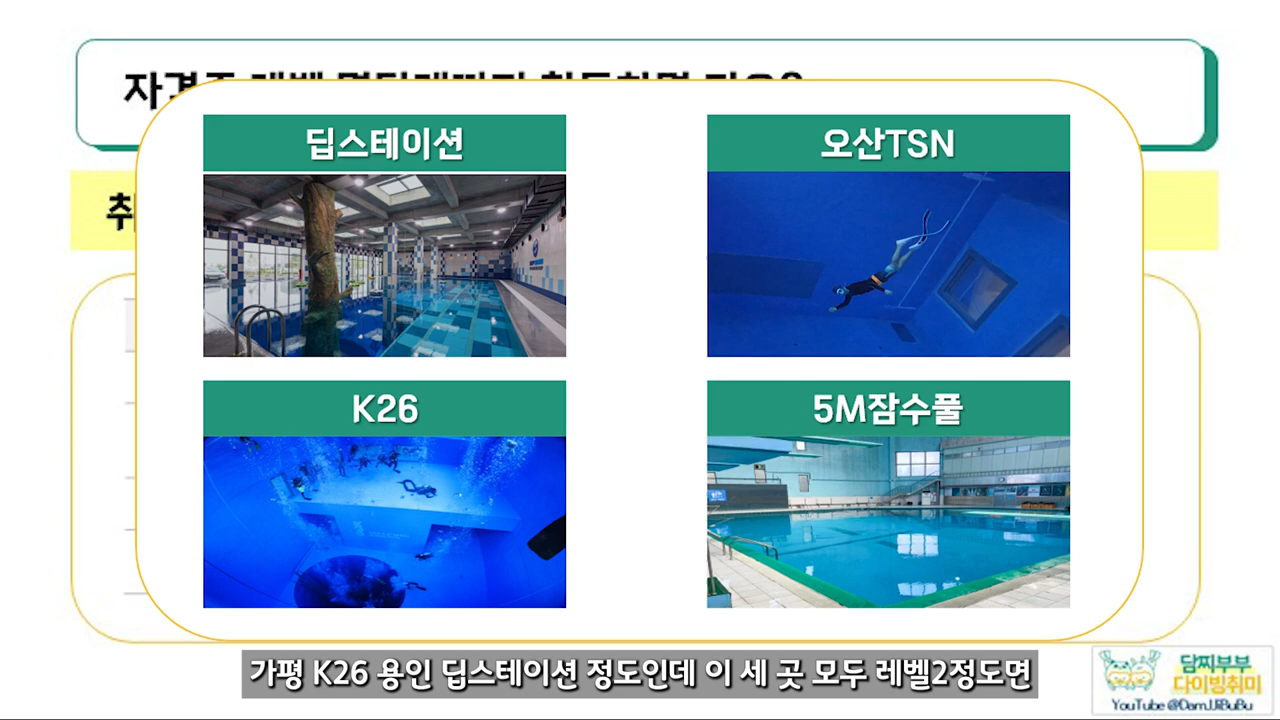 딥스테이션
오산TSN
K26
5M잠수풀
가평 K26 용인 딥스테이션 정도인데 이 세 곳 모두 레벨2정도면
담찌부부
다이빙취미
YouTube @DamJJiBuBu